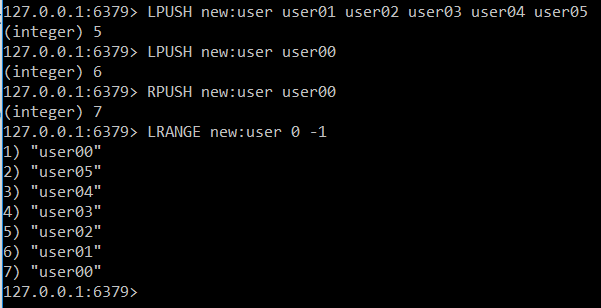 127.0.0.1:6379> LPUSH new:user user01 user02 user03 user04 user05
(integer) 5
127.0.0.1:6379> LPUSH new:user user00
(integer) 6
127.0.0.1:6379> RPUSH new:user user00
(integer) 7
127.0.0.1:6379> LRANGE new:user 0 -1
1) "user00"
2) "user05"
3) "user04"
4) "user03"
5) "user02"
6) "user01"
7) "user00"
127.0.0.1:6379>